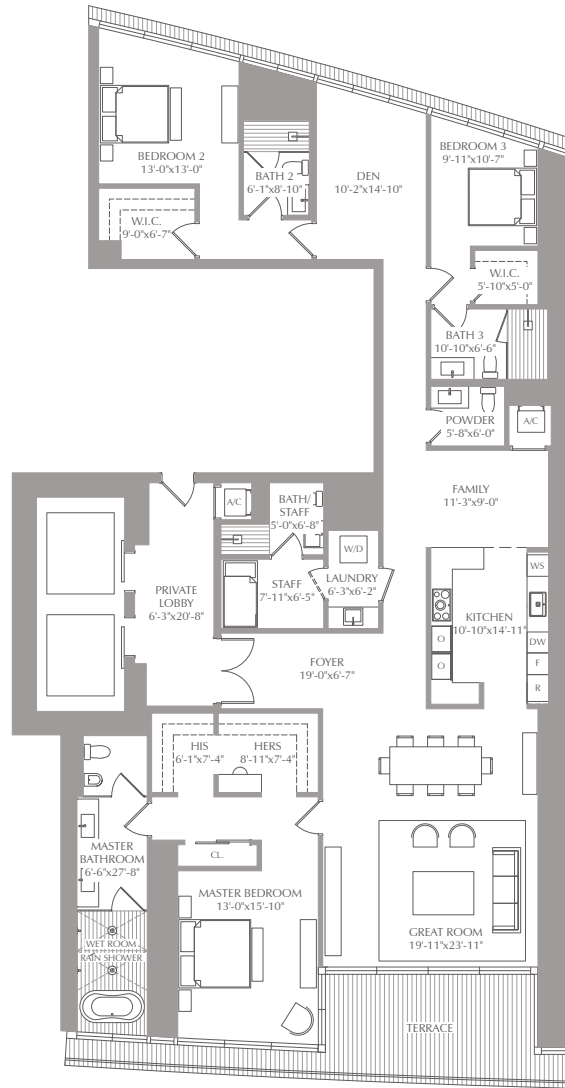 BEDROOM 2
13'-0"x13'-0"
BATH 2
6'-1"x8'-10"
DEN
10'-2"x14'-10"
BEDROOM 3
9'-11"x10'-7"
W.I.C.
9'-0"x6'-7"
W.I.C.
5'-10"x5'-0"
BATH 3
10'-10"x6'-6"
POWDER
5'-8"x6'-0"
A/C
FAMILY
11'-3"x9'-0"
A/C
BATH/
STAFF
5'-0"x6'-8"
W/D
STAFF
7'-11"x6'-5"
LAUNDRY
6'-3"x6'-2"
PRIVATE
LOBBY
6'-3"x20'-8"
WS
KITCHEN
10'-10"x14'-11"
DW
F
R
O
O
FOYER
19'-0"x6'-7"
HIS
6'-1"x7'-4"
HERS
8'-11"x7'-4"
CL.
MASTER
BATHROOM
6'-6"x27'-8"
MASTER BEDROOM
13'-0"x15'-10"
WET ROOM
RAIN SHOWER
GREAT ROOM
19'-11"x23'-11"
TERRACE